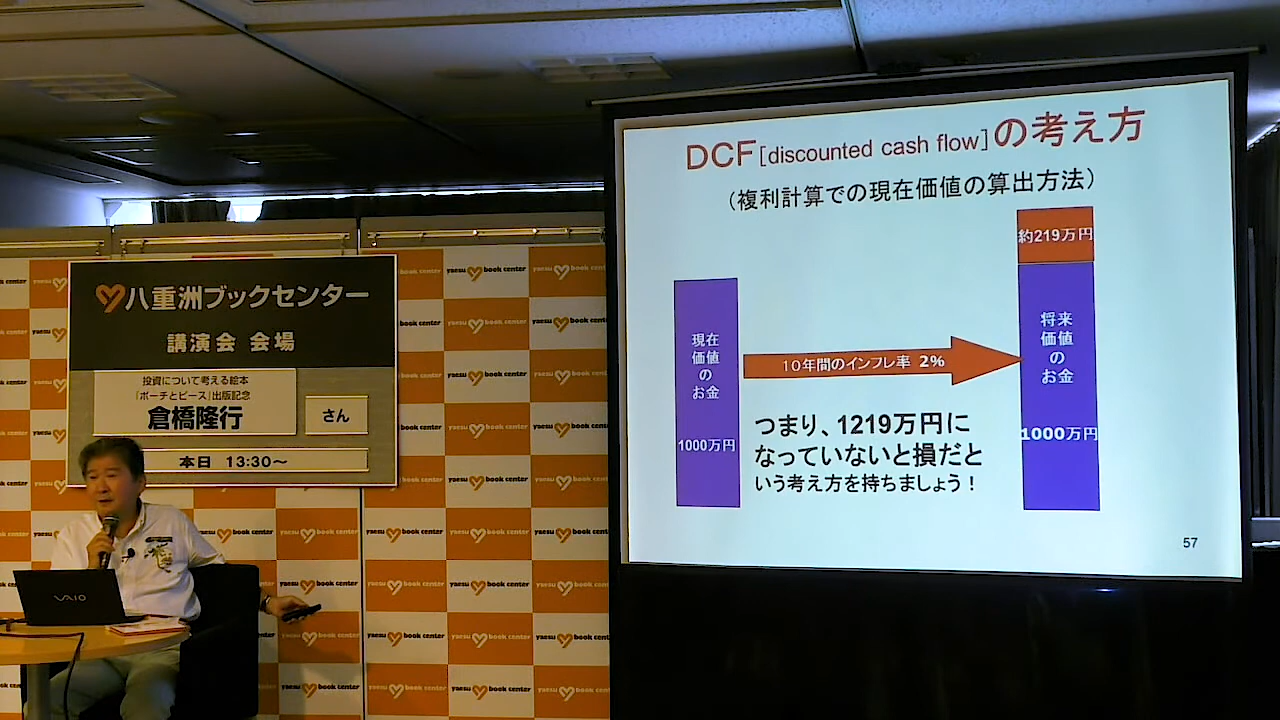 八重洲ブックセンター
講演会 会場
投資について考える絵本
『ポーチとピース』出版記念
倉橋隆行
さん
本日 13:30～
VAIO
yaesu book center
DCF[discounted cash flow]の考え方
（複利計算での現在価値の算出方法）
現在
価値
の
お金
1000万円
10年間のインフレ率 2%
つまり、1219万円に
なっていないと損だと
いう考え方を持ちましょう！
約219万円
将来
価値
の
お金
1000万円
57